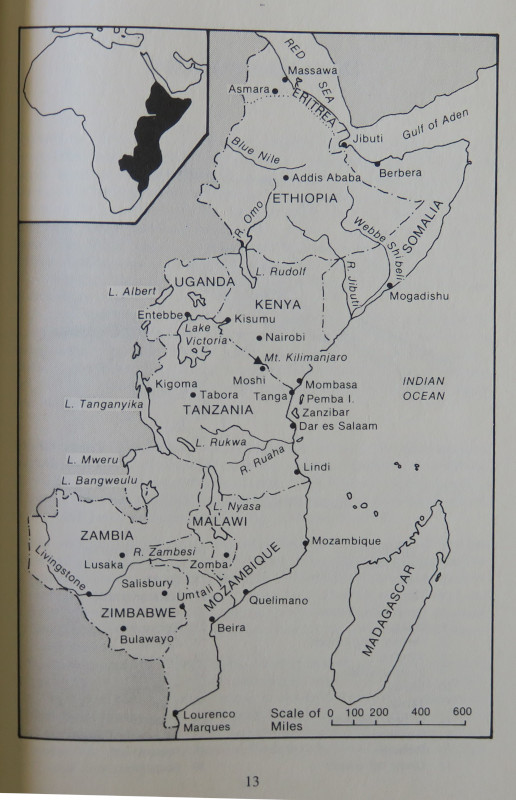 RED
SEA
Massawa
Asmara
ERITREA
Gulf of Aden
Jibuti
Berbera
Blue Nile
Addis Ababa
ETHIOPIA
R. Omo
Webbe Shibeli
SOMALIA
L. Rudolf
R. Jibuti
UGANDA
L. Albert
KENYA
Mogadishu
Entebbe
Kisumu
Lake
Victoria
Nairobi
Mt. Kilimanjaro
Moshi
Mombasa
INDIAN
OCEAN
Kigoma
Tabora
Tanga
Pemba I.
L. Tanganyika
TANZANIA
Zanzibar
Dar es Salaam
L. Rukwa
L. Mweru
R. Ruaha
Lindi
L. Bangweulu
L. Nyasa
MALAWI
ZAMBIA
Mozambique
R. Zambesi
Lusaka
Zomba
Livingstone
Salisbury
Umtali
MOZAMBIQUE
Quelimano
ZIMBABWE
Beira
Bulawayo
MADAGASCAR
Lourenco
Marques
Scale of
Miles
0 100 200 400 600
13